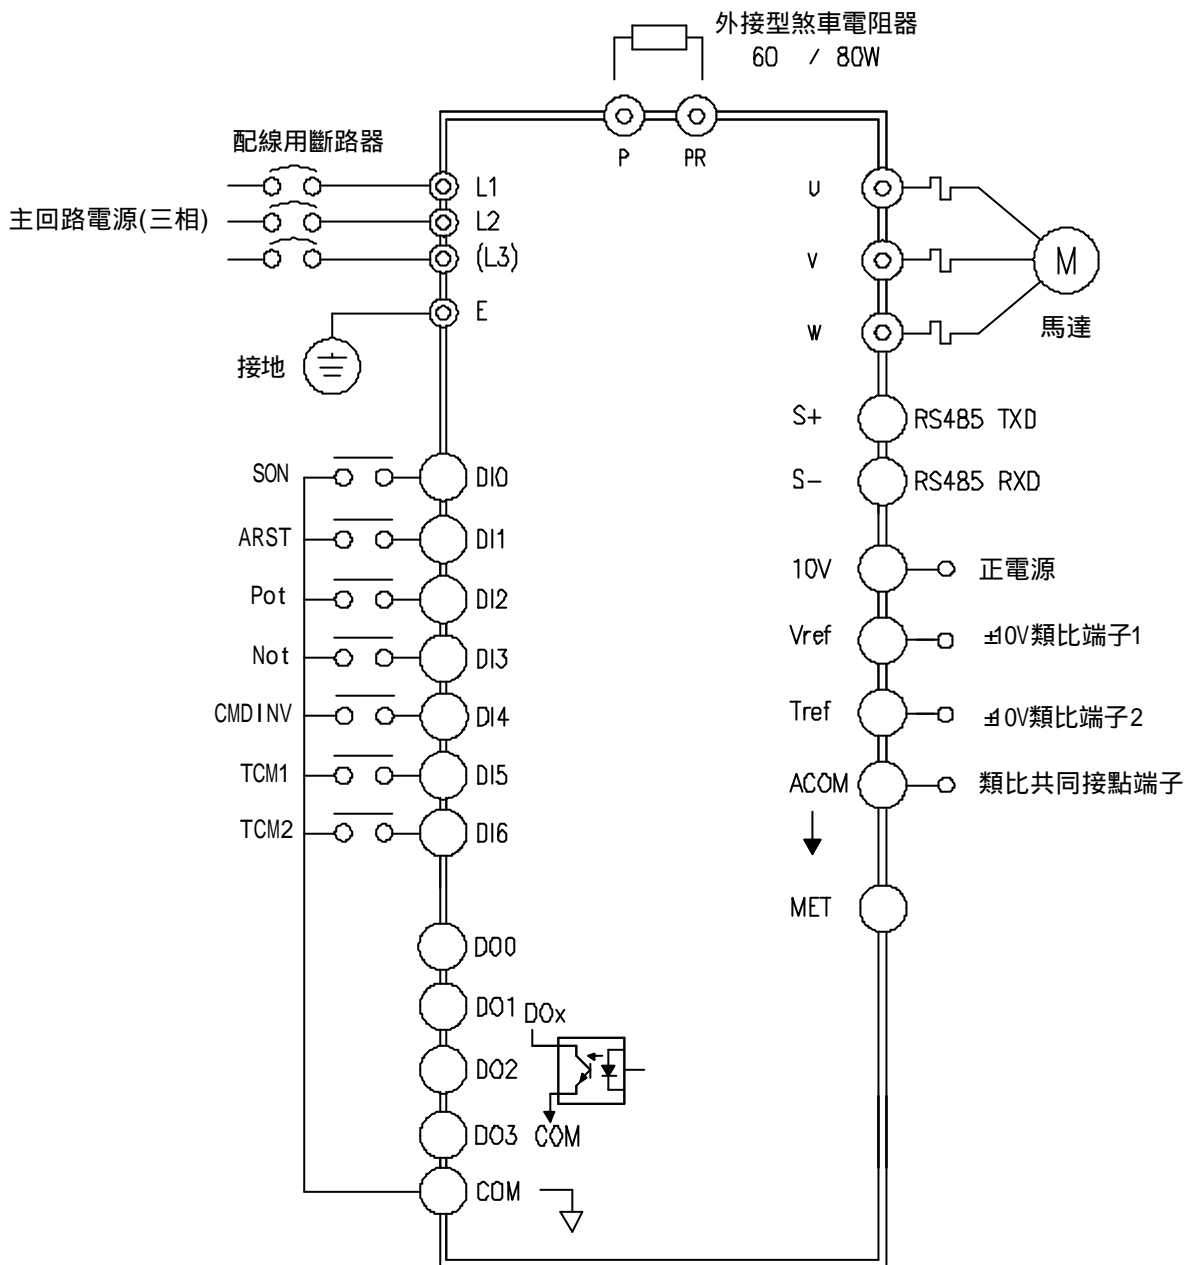 外接型煞車電阻器
60 / 80W
P
PR
配線用斷路器
主回路電源(三相)
L1
L2
(L3)
E
接地
U
V
W
M
馬達
S+
RS485 TXD
S-
RS485 RXD
SON
DI0
ARST
DI1
Pot
DI2
Not
DI3
CMDINV
DI4
TCM1
DI5
TCM2
DI6
10V
正電源
Vref
±10V類比端子1
Tref
±10V類比端子2
ACOM
類比共同接點端子
MET
DO0
DO1
DOx
DO2
DO3
COM
COM